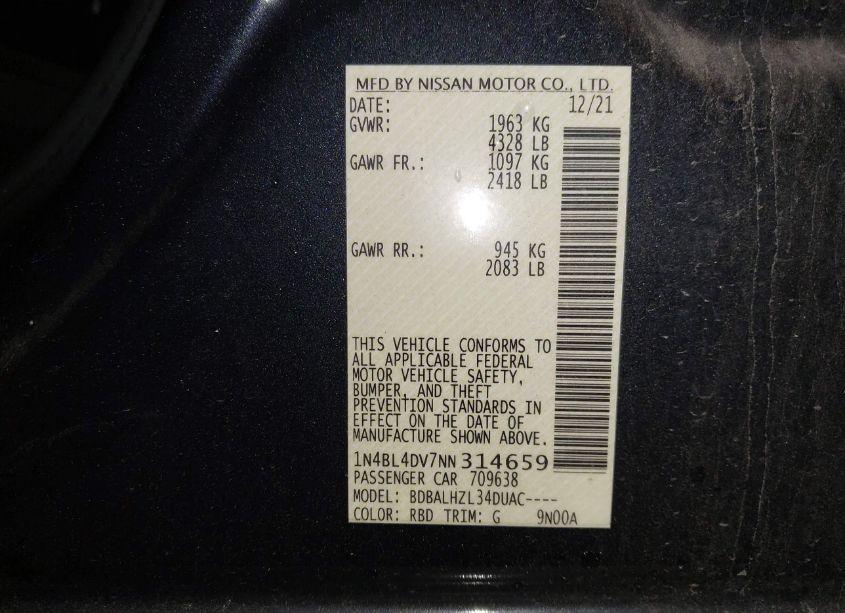 MFD BY NISSAN MOTOR CO., LTD.
DATE: 12/21
GVWR: 1963 KG
4328 LB
GAWR FR.: 1097 KG
2418 LB
GAWR RR.: 945 KG
2083 LB
THIS VEHICLE CONFORMS TO
ALL APPLICABLE FEDERAL
MOTOR VEHICLE SAFETY,
BUMPER, AND THEFT
PREVENTION STANDARDS IN
EFFECT ON THE DATE OF
MANUFACTURE SHOWN ABOVE.
1N4BL4DV7NN314659
PASSENGER CAR 709638
MODEL: BDBALHZL34DUAC----
COLOR: RBD TRIM: G 9N00A